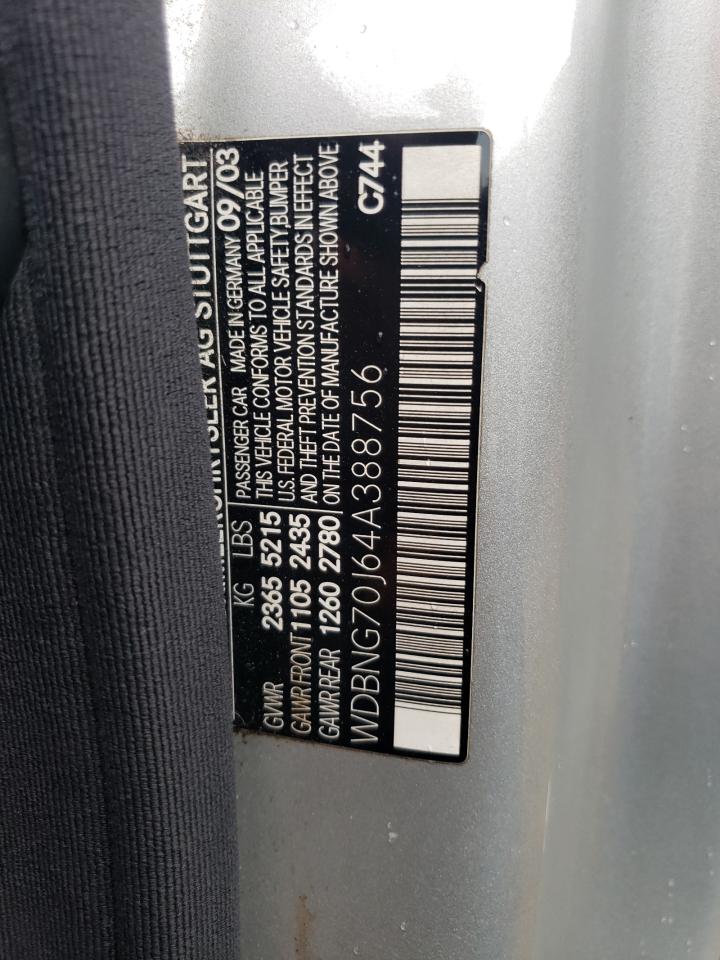 AG STUTTGART
MADE IN GERMANY 09/03
KG LBS PASSENGER CAR
GVWR 2365 5215 THIS VEHICLE CONFORMS TO ALL APPLICABLE
U.S. FEDERAL MOTOR VEHICLE SAFETY, BUMPER
GAWR FRONT 1105 2435 AND THEFT PREVENTION STANDARDS IN EFFECT
GAWR REAR 1260 2780 ON THE DATE OF MANUFACTURE SHOWN ABOVE
WDBNG70J64A388756 C744